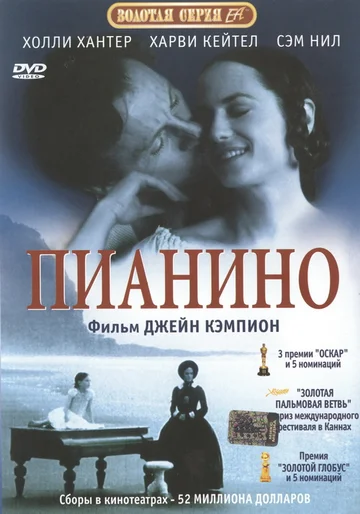 ЗОЛОТАЯ СЕРИЯ
ХОЛЛИ ХАНТЕР ХАРВИ КЕЙТЕЛ СЭМ НИЛ
DVD
VIDEO
ПИАНИНО
Фильм ДЖЕЙН КЭМПИОН
3 премии "ОСКАР"
и 5 номинаций
"ЗОЛОТАЯ
ПАЛЬМОВАЯ ВЕТВЬ"
приз международного
фестиваля в Каннах
Премия
"ЗОЛОТОЙ ГЛОБУС"
и 5 номинаций
Сборы в кинотеатрах - 52 МИЛЛИОНА ДОЛЛАРОВ